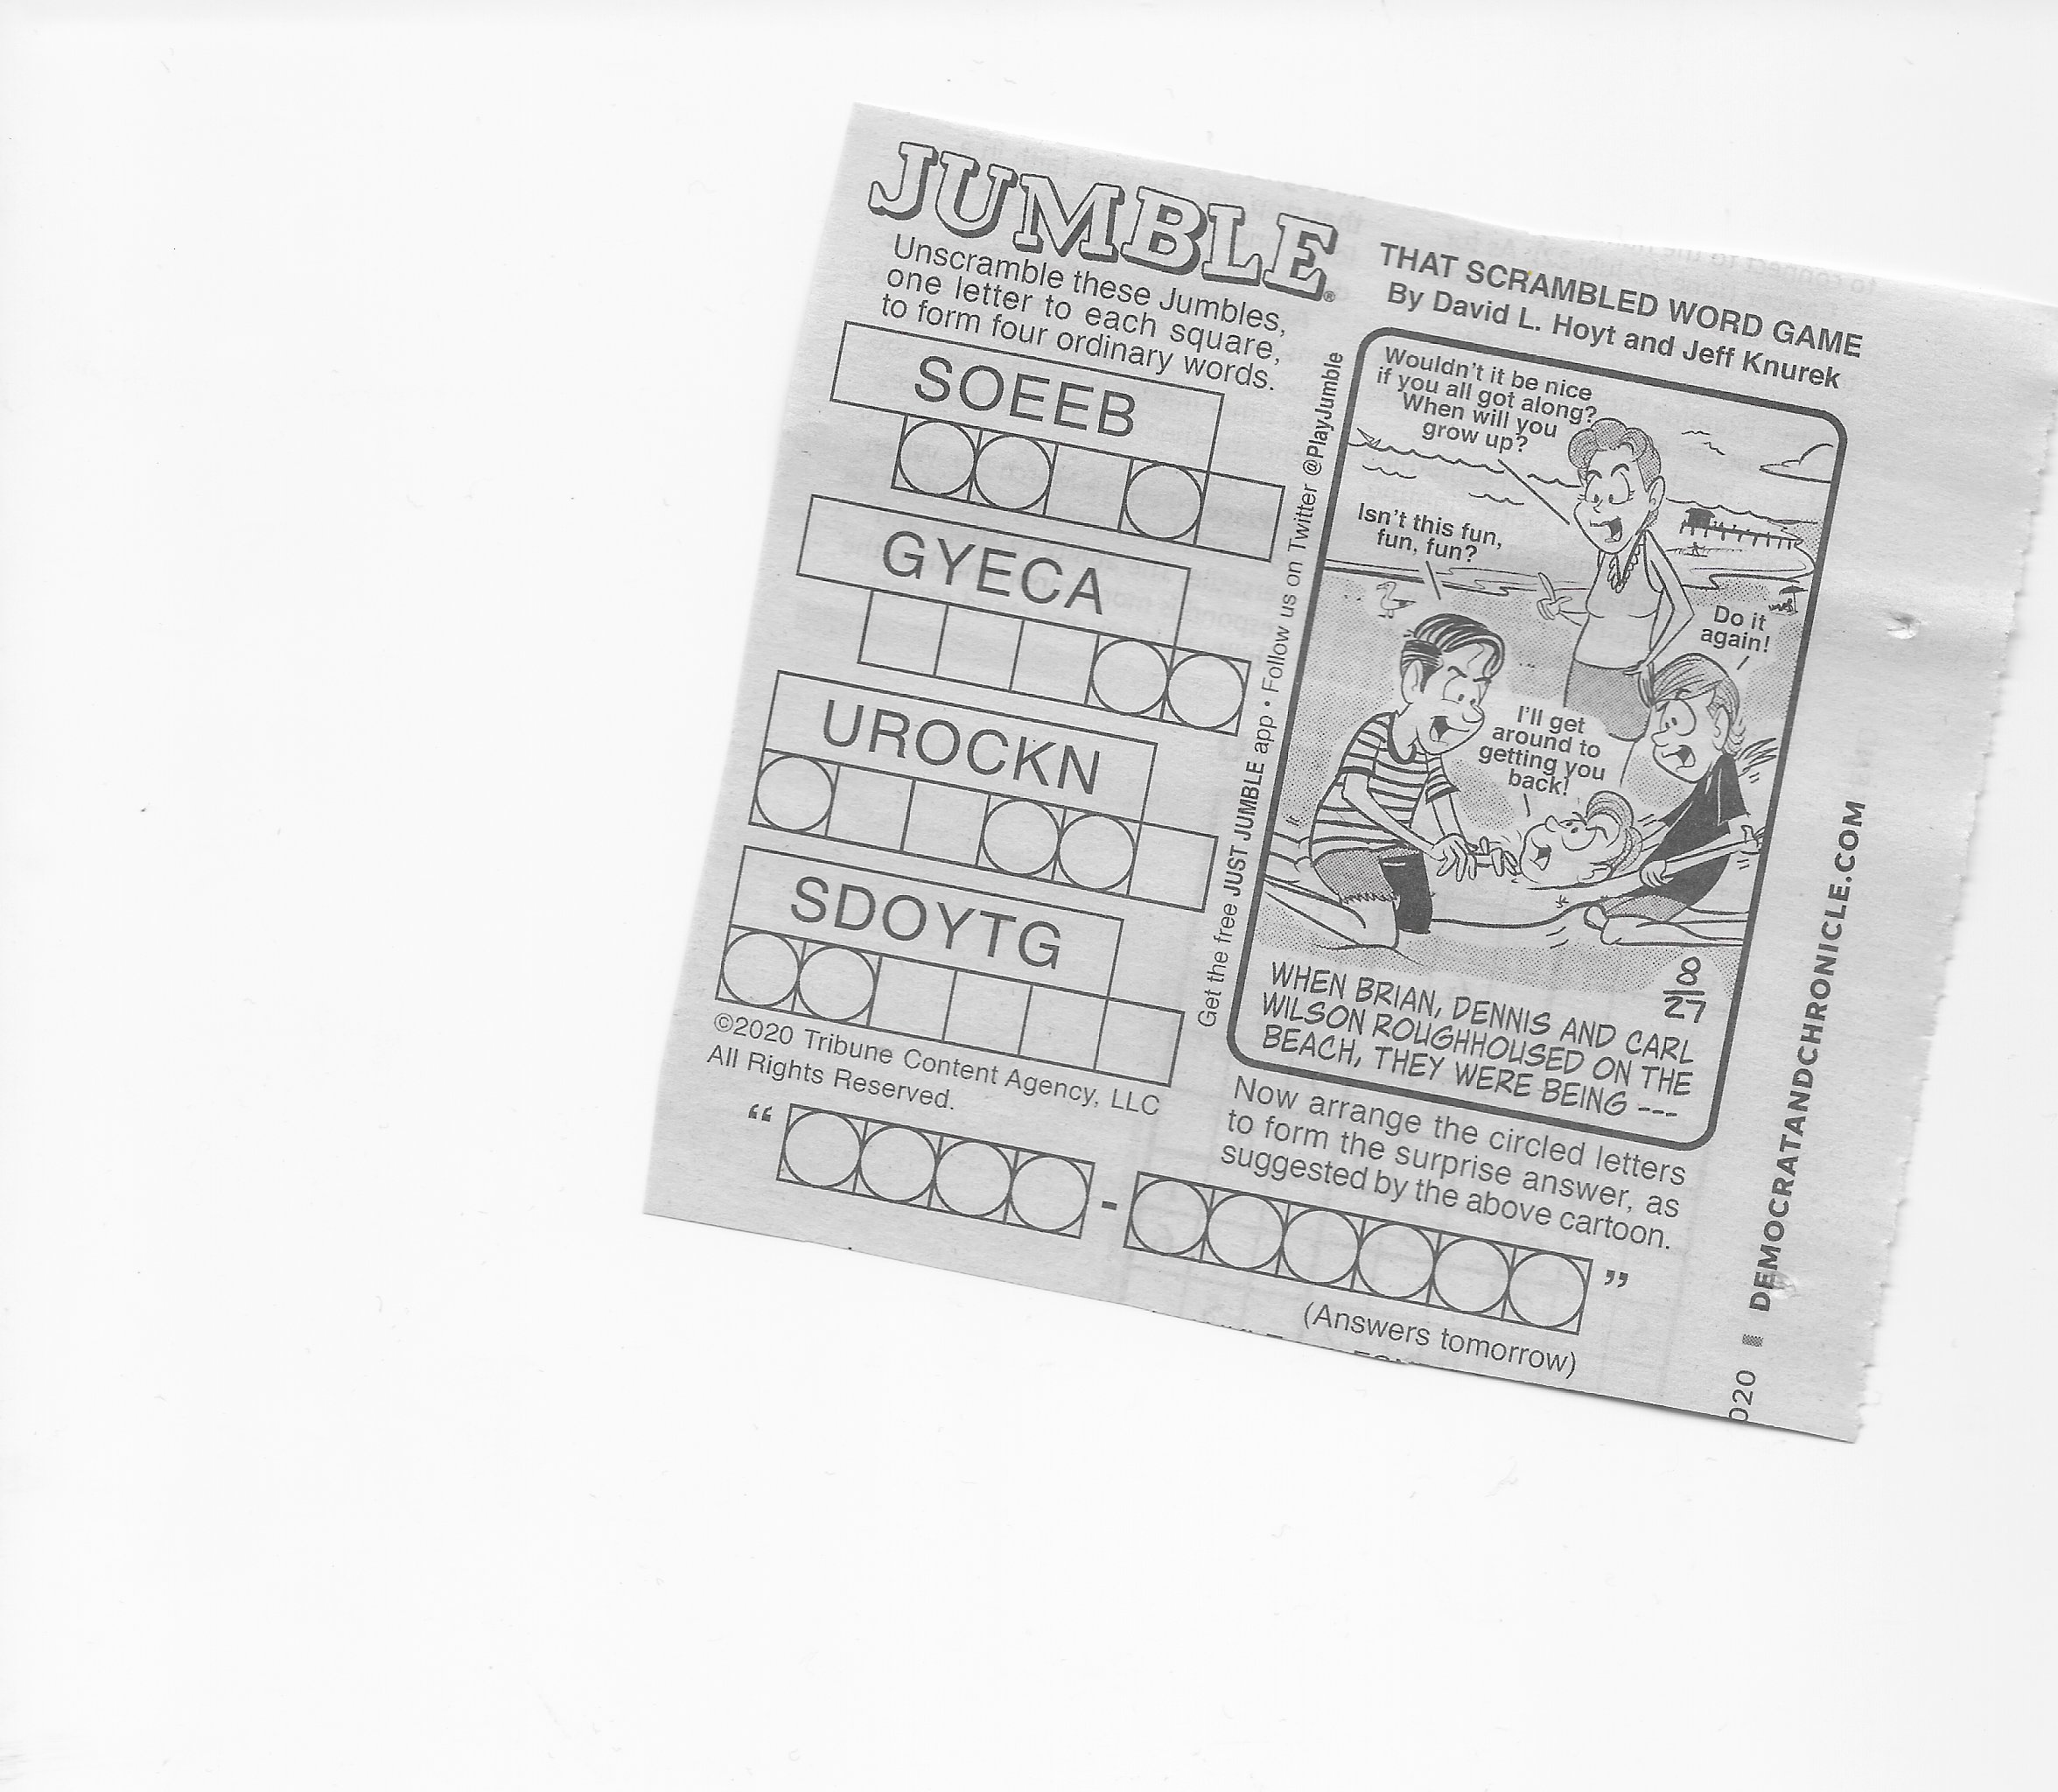 JUMBLE®
THAT SCRAMBLED WORD GAME
By David L. Hoyt and Jeff Knurek
Unscramble these Jumbles,
one letter to each square,
to form four ordinary words.
SOEEB
GYECA
UROCKN
SDOYTG
©2020 Tribune Content Agency, LLC
All Rights Reserved.
Get the free JUST JUMBLE app • Follow us on Twitter @PlayJumble
Wouldn't it be nice
if you all got along?
When will you
grow up?
Isn't this fun,
fun, fun?
Do it
again!
I'll get
around to
getting you
back!
8
27
WHEN BRIAN, DENNIS AND CARL
WILSON ROUGHHOUSED ON THE
BEACH, THEY WERE BEING ---
Now arrange the circled letters
to form the surprise answer, as
suggested by the above cartoon.
“ - ”
(Answers tomorrow)
020 DEMOCRATANDCHRONICLE.COM